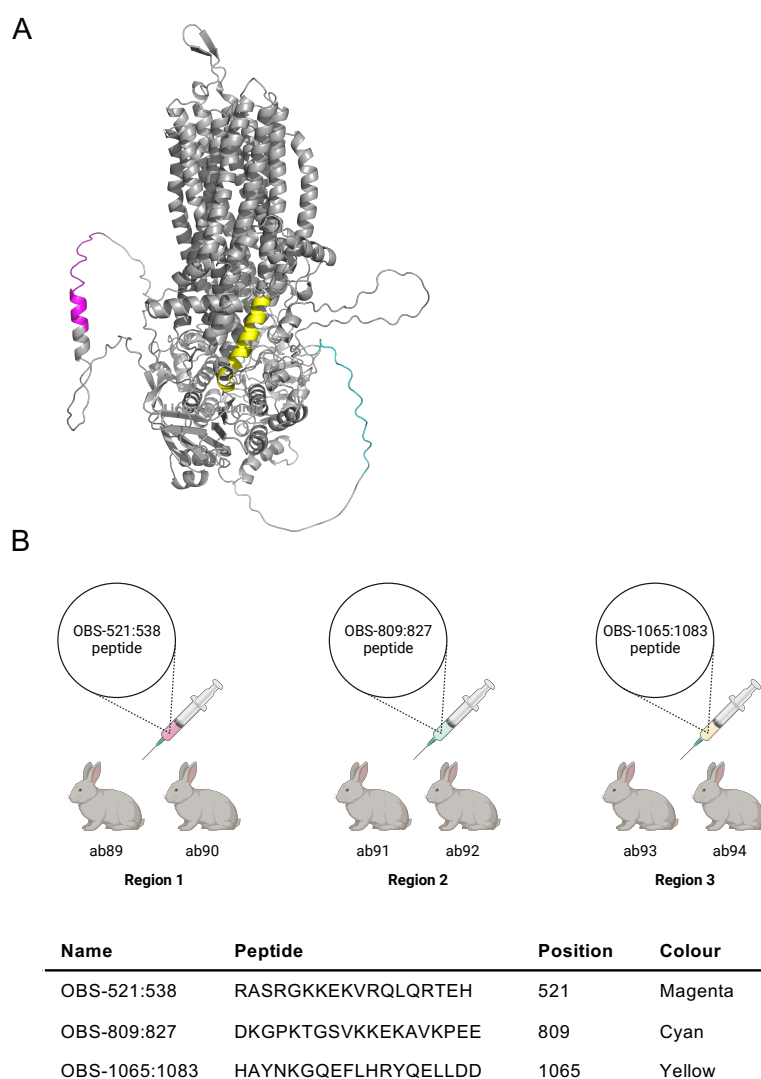 A
B
OBS-521:538
peptide
OBS-809:827
peptide
OBS-1065:1083
peptide
ab89 ab90 ab91 ab92 ab93 ab94
Region 1 Region 2 Region 3
Name Peptide Position Colour
OBS-521:538 RASRGKKEKVRQLQRTEH 521 Magenta
OBS-809:827 DKGPKTGSVKKEKAVKPEE 809 Cyan
OBS-1065:1083 HAYNKGQEFLHRYQELLDD 1065 Yellow